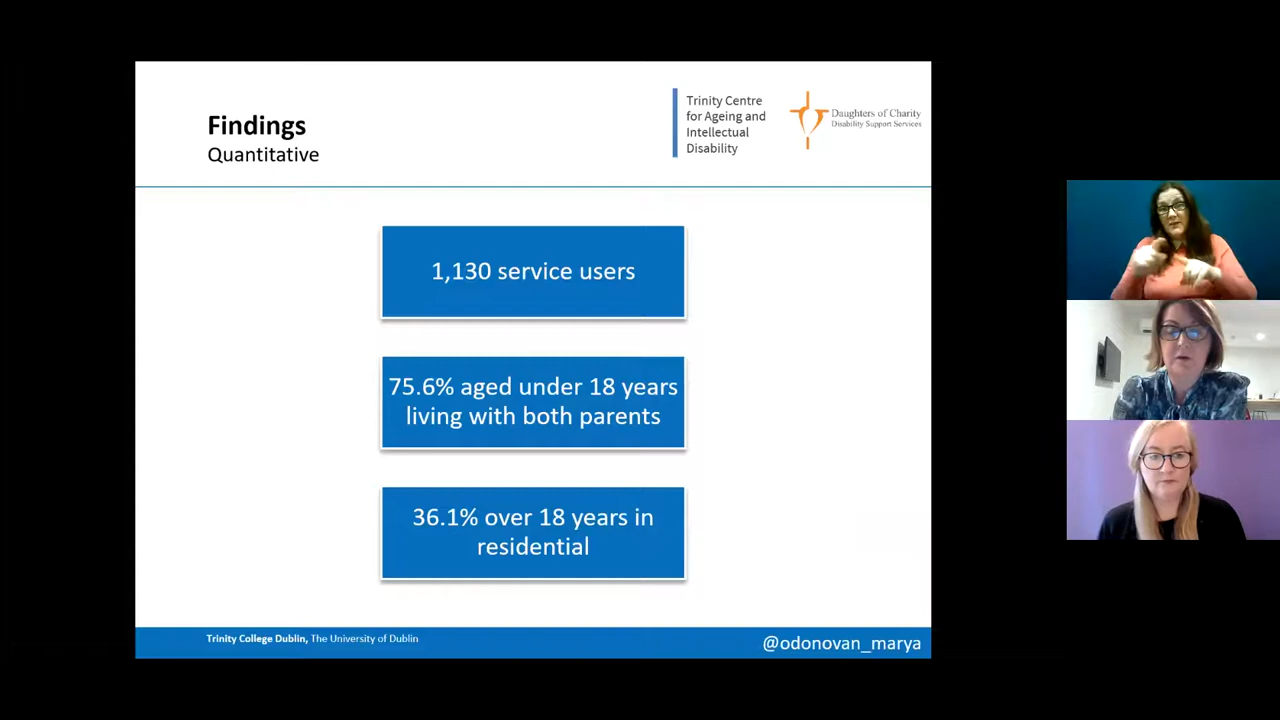 Findings
Quantitative
Trinity Centre
for Ageing and
Intellectual
Disability
Daughters of Charity
Disability Support Services
1,130 service users
75.6% aged under 18 years
living with both parents
36.1% over 18 years in
residential
Trinity College Dublin, The University of Dublin
@odonovan_marya